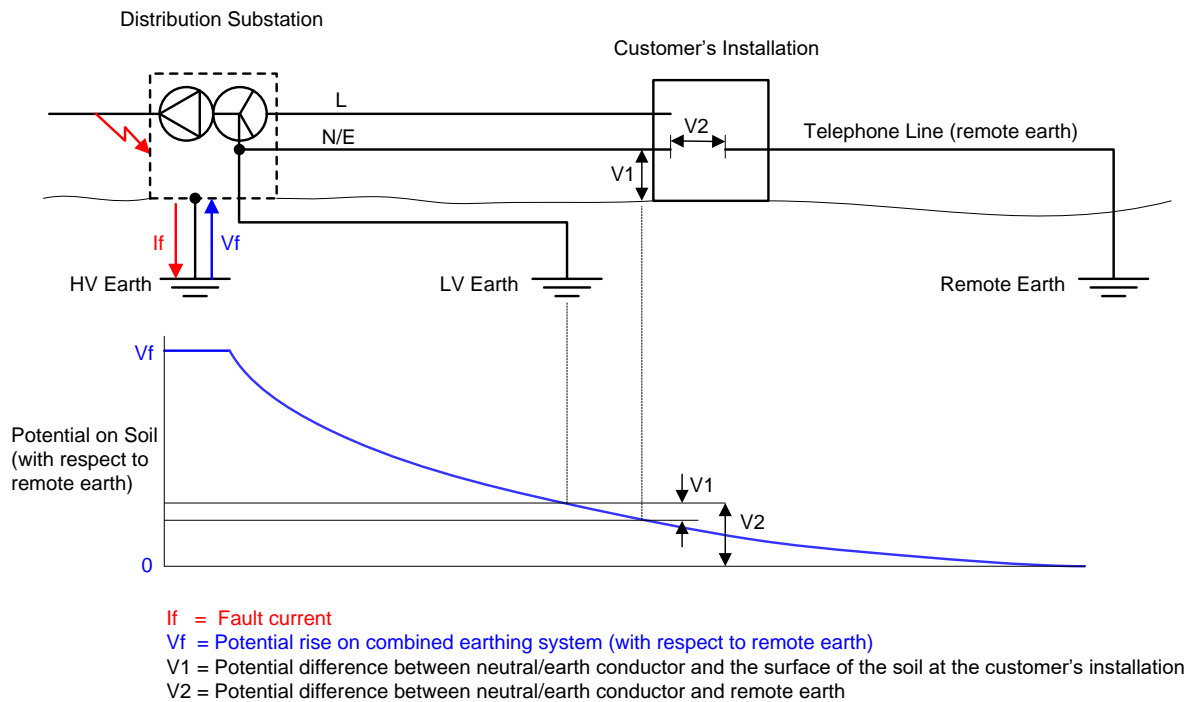 Distribution Substation
Customer's Installation
L
N/E
V2
Telephone Line (remote earth)
V1
If
Vf
HV Earth
LV Earth
Remote Earth
Vf
Potential on Soil
(with respect to
remote earth)
V1
V2
0
If = Fault current
Vf = Potential rise on combined earthing system (with respect to remote earth)
V1 = Potential difference between neutral/earth conductor and the surface of the soil at the customer's installation
V2 = Potential difference between neutral/earth conductor and remote earth